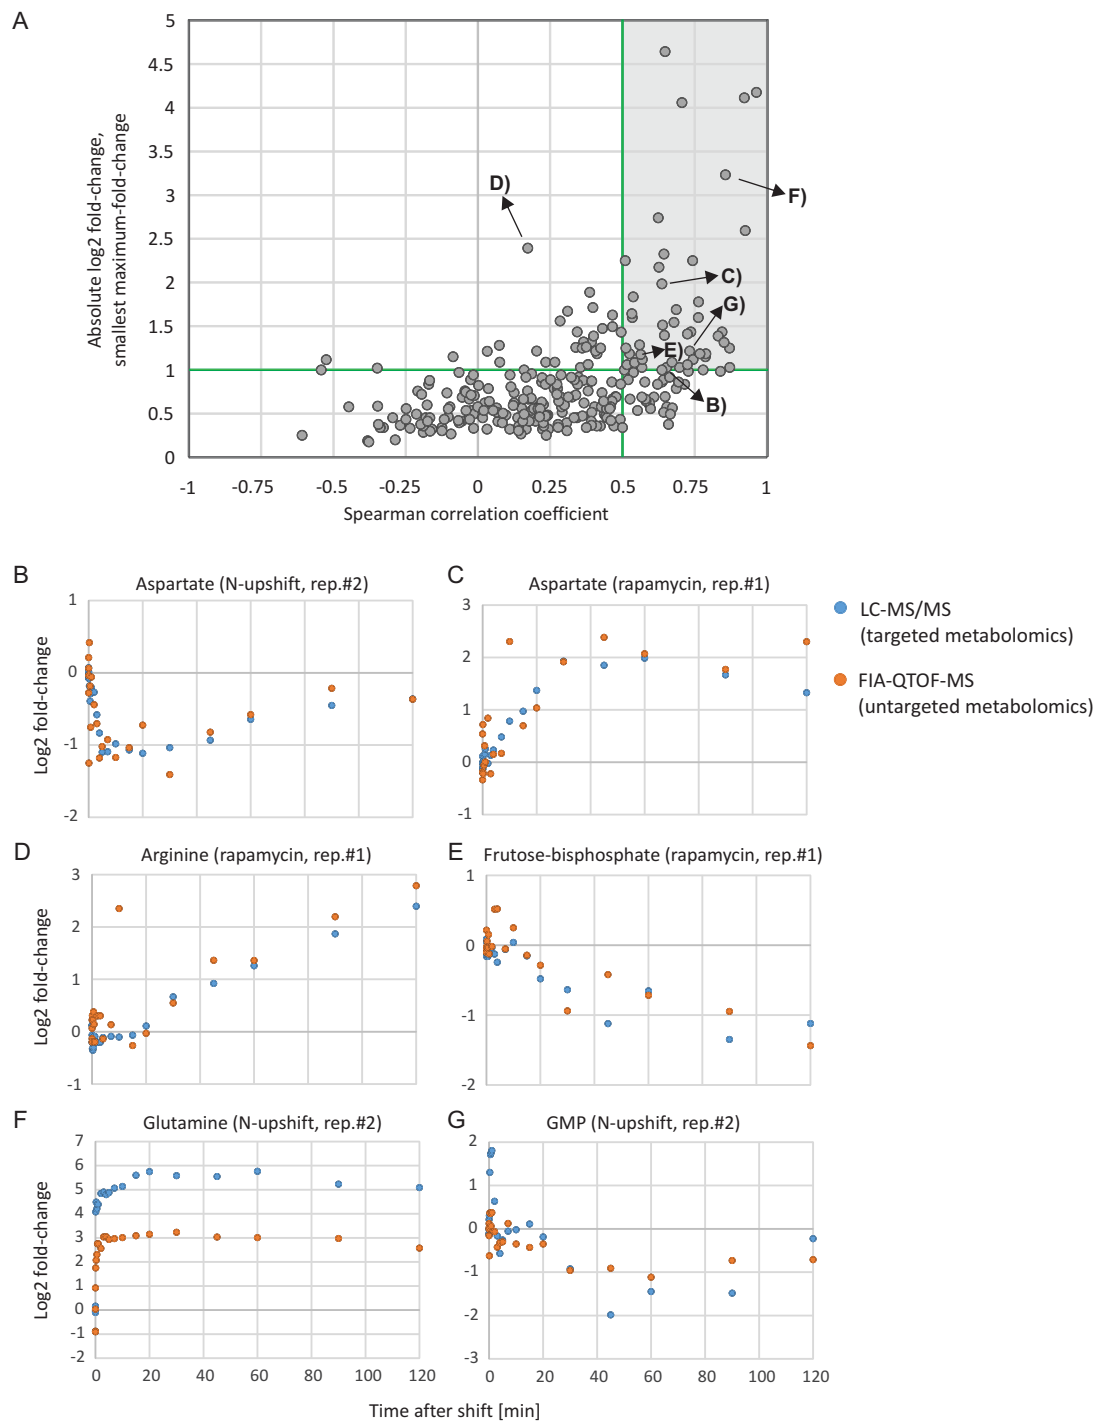 A
Absolute log2 fold-change,
smallest maximum-fold-change
5
4.5
4
3.5
3
2.5
2
1.5
1
0.5
0
D)
F)
C)
G)
E)
B)
-1
-0.75
-0.5
-0.25
0
0.25
0.5
0.75
1
Spearman correlation coefficient
B
Aspartate (N-upshift, rep.#2)
Log2 fold-change
1
0
-1
-2
C
Aspartate (rapamycin, rep.#1)
3
2
1
0
-1
LC-MS/MS
(targeted metabolomics)
FIA-QTOF-MS
(untargeted metabolomics)
D
Arginine (rapamycin, rep.#1)
Log2 fold-change
3
2
1
0
-1
E
Frutose-bisphosphate (rapamycin, rep.#1)
1
0
-1
-2
F
Glutamine (N-upshift, rep.#2)
Log2 fold-change
7
6
5
4
3
2
1
0
-1
-2
0
20
40
60
80
100
120
G
GMP (N-upshift, rep.#2)
2
1
0
-1
-2
-3
0
20
40
60
80
100
120
Time after shift [min]